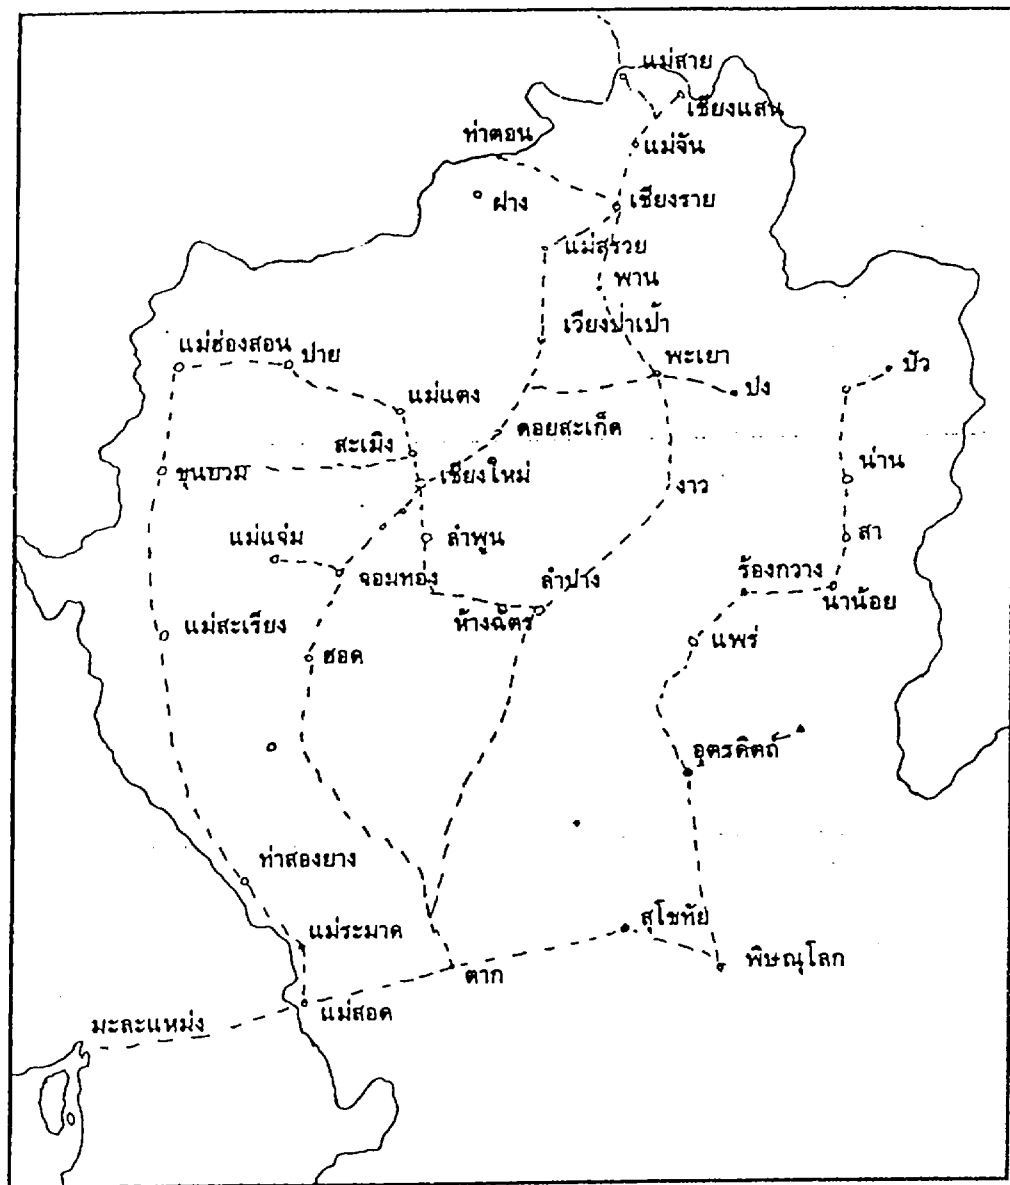 แม่สาย
เชียงแสน
ท่าตอน
แม่จัน
ฝาง
เชียงราย
แม่สรวย
พาน
เวียงป่าเป้า
แม่ฮ่องสอน
ปาย
พะเยา
ปัว
ปง
แม่แตง
ดอยสะเก็ด
สะเมิง
ขุนยวม
เชียงใหม่
น่าน
งาว
สา
แม่แจ่ม
ลำพูน
จอมทอง
ลำปาง
ร้องกวาง
ห้างฉัตร
นาน้อย
แม่สะเรียง
แพร่
ฮอด
อุตรดิตถ์
ท่าสองยาง
สุโขทัย
แม่ระมาด
พิษณุโลก
ตาก
แม่สอด
มะละแหม่ง